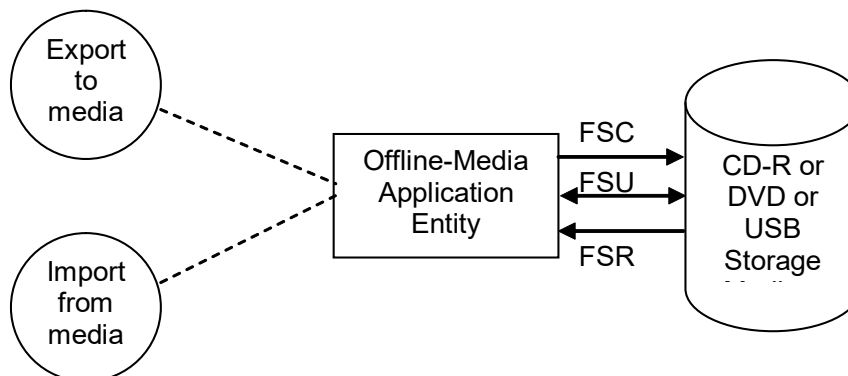 Export
to
media
Import
from
media
Offline-Media
Application
Entity
FSC
FSU
FSR
CD-R or
DVD or
USB
Storage